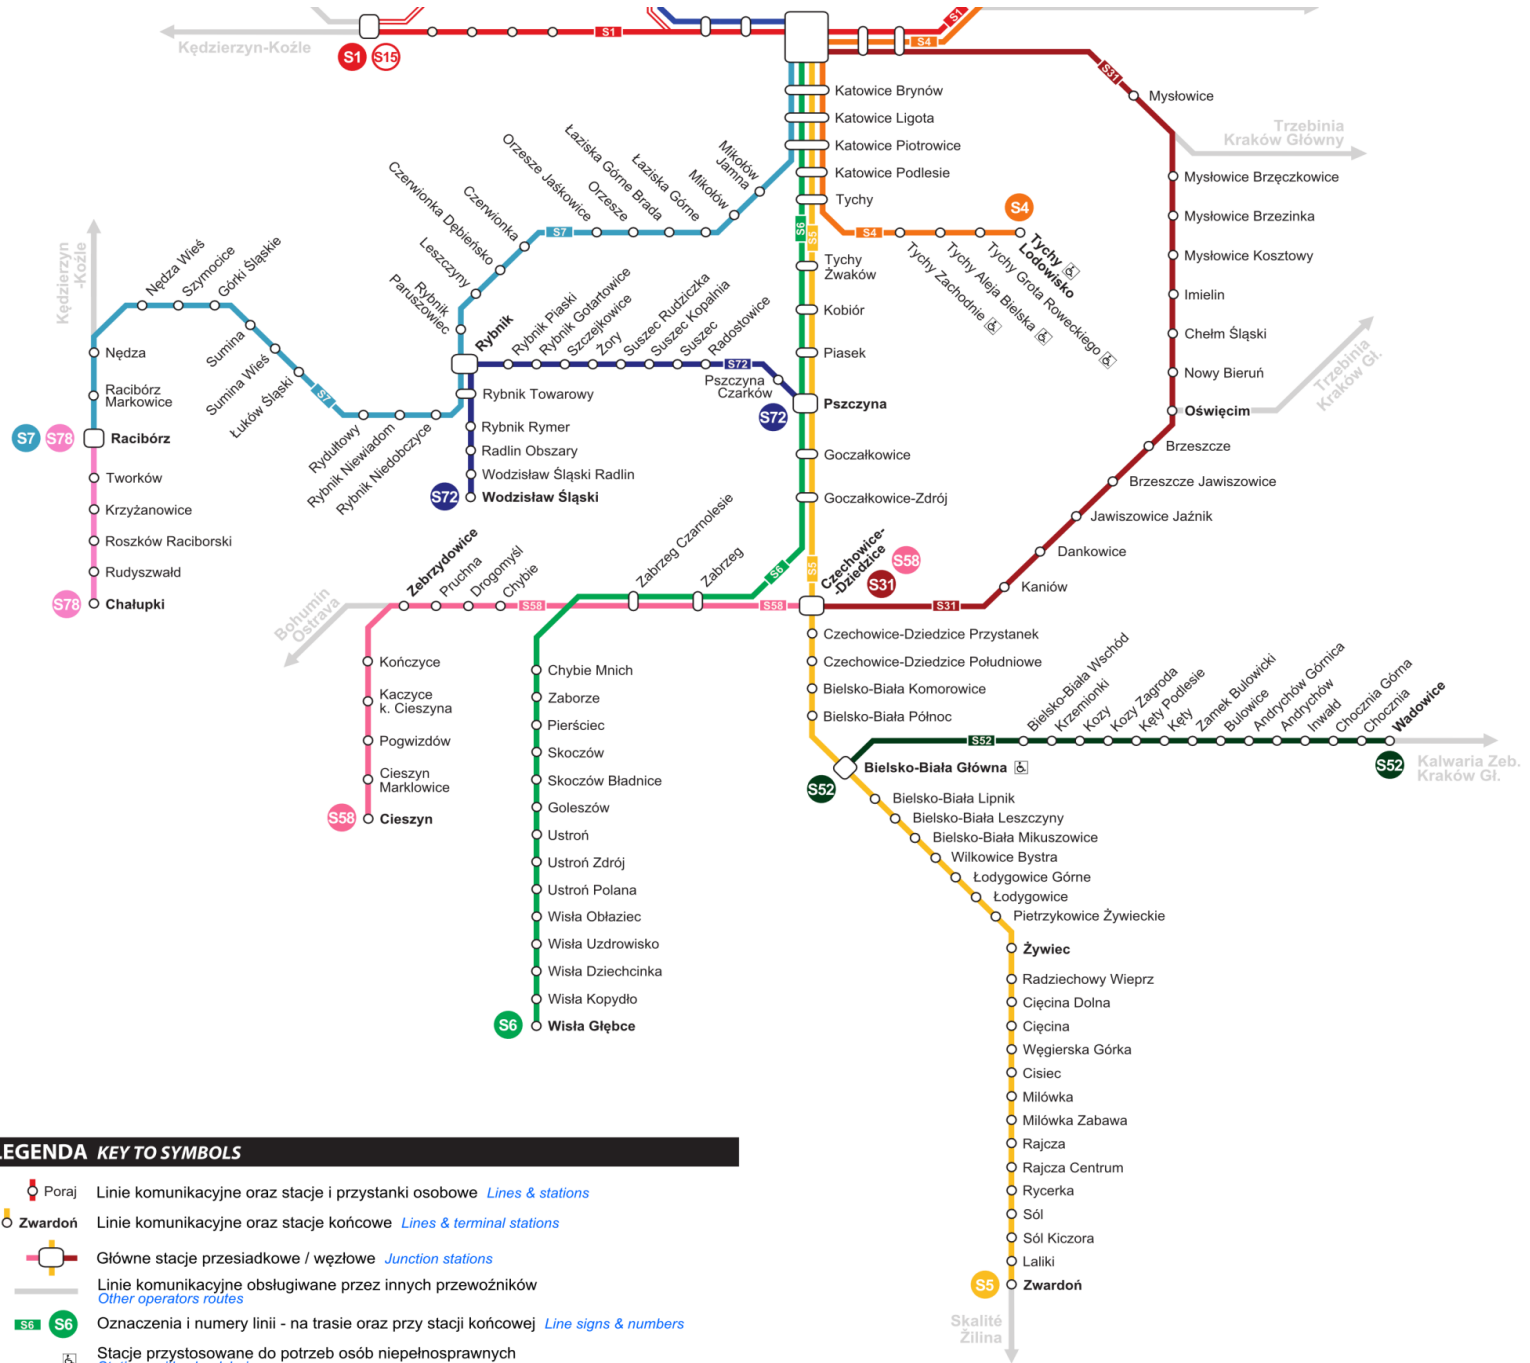 Kędzierzyn-Koźle
S1
S15
S1
S1
S4
S31
Katowice Brynów
Katowice Ligota
Katowice Piotrowice
Katowice Podlesie
Tychy
Mysłowice
Trzebinia
Kraków Główny
Mysłowice Brzęczkowice
Mysłowice Brzezinka
Mysłowice Kosztowy
Imielin
Chełm Śląski
Nowy Bieruń
Oświęcim
Trzebinia
Kraków Gł.
Brzeszcze
Brzeszcze Jawiszowice
Jawiszowice Jaźnik
Dankowice
Kaniów
S31
S4
S4
Tychy Zachodnie
Tychy Aleja Bielska
Tychy Grota Roweckiego
Tychy
Lodowisko
S6
S5
Tychy
Żwaków
Kobiór
Piasek
Pszczyna
Goczałkowice
Goczałkowice-Zdrój
Mikołów
Jamna
Mikołów
Łaziska Górne
Łaziska Górne Brada
Orzesze
Orzesze Jaśkowice
S7
Czerwionka
Czerwionka Dębieńsko
Leszczyny
Rybnik
Paruszowiec
Rybnik
Rybnik Piaski
Rybnik Gotartowice
Szczejkowice
Żory
Suszec Rudziczka
Suszec Kopalnia
Suszec
Radostowice
S72
Pszczyna
Czarków
S72
Rybnik Towarowy
Rybnik Rymer
Radlin Obszary
Wodzisław Śląski Radlin
S72
Wodzisław Śląski
Kędzierzyn
-Koźle
Nędza Wieś
Szymocice
Górki Śląskie
Sumina
Sumina Wieś
Łuków Śląski
S7
Rydułtowy
Rybnik Niewiadom
Rybnik Niedobczyce
Nędza
Racibórz
Markowice
S7
S78
Racibórz
Tworków
Krzyżanowice
Roszków Raciborski
Rudyszwałd
S78
Chałupki
Bohumin
Ostrava
Zebrzydowice
Pruchna
Drogomyśl
Chybie
S58
Zabrzeg Czarnolesie
Zabrzeg
S58
S6
S5
Czechowice-
-Dziedzice
S31
S58
Kończyce
Kaczyce
k. Cieszyna
Pogwizdów
Cieszyn
Marklowice
S58
Cieszyn
Chybie Mnich
Zaborze
Pierściec
Skoczów
Skoczów Bładnice
Goleszów
Ustroń
Ustroń Zdrój
Ustroń Polana
Wisła Obłaziec
Wisła Uzdrowisko
Wisła Dziechcinka
Wisła Kopydło
S6
Wisła Głębce
Czechowice-Dziedzice Przystanek
Czechowice-Dziedzice Południowe
Bielsko-Biała Komorowice
Bielsko-Biała Północ
Bielsko-Biała Główna
S52
S52
Bielsko-Biała Wschód
Krzemionki
Kozy
Kozy Zagroda
Kęty Podlesie
Kęty
Zamek Bulowicki
Bulowice
Andrychów Górnica
Andrychów
Inwałd
Chocznia Górna
Chocznia
Wadowice
S52
Kalwaria Zeb.
Kraków Gł.
Bielsko-Biała Lipnik
Bielsko-Biała Leszczyny
Bielsko-Biała Mikuszowice
Wilkowice Bystra
Łodygowice Górne
Łodygowice
Pietrzykowice Żywieckie
Żywiec
Radziechowy Wieprz
Cięcina Dolna
Cięcina
Węgierska Górka
Cisiec
Milówka
Milówka Zabawa
Rajcza
Rajcza Centrum
Rycerka
Sól
Sól Kiczora
Laliki
S5
Zwardoń
Skalité
Žilina
LEGENDA KEY TO SYMBOLS
Poraj Linie komunikacyjne oraz stacje i przystanki osobowe Lines & stations
Zwardoń Linie komunikacyjne oraz stacje końcowe Lines & terminal stations
Główne stacje przesiadkowe / węzłowe Junction stations
Linie komunikacyjne obsługiwane przez innych przewoźników
Other operators routes
S6 S6 Oznaczenia i numery linii - na trasie oraz przy stacji końcowej Line signs & numbers
Stacje przystosowane do potrzeb osób niepełnosprawnych